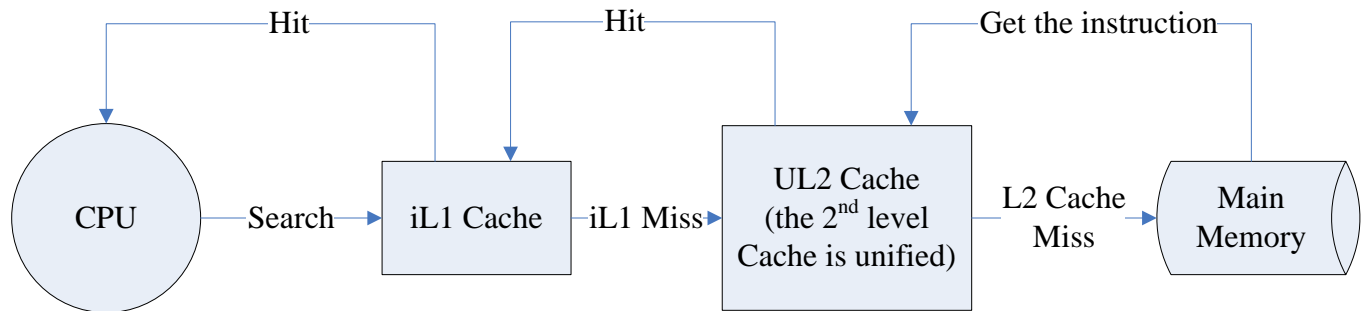 Hit
Hit
Get the instruction
CPU
Search
iL1 Cache
iL1 Miss
UL2 Cache
(the 2nd level
Cache is unified)
L2 Cache
Miss
Main
Memory